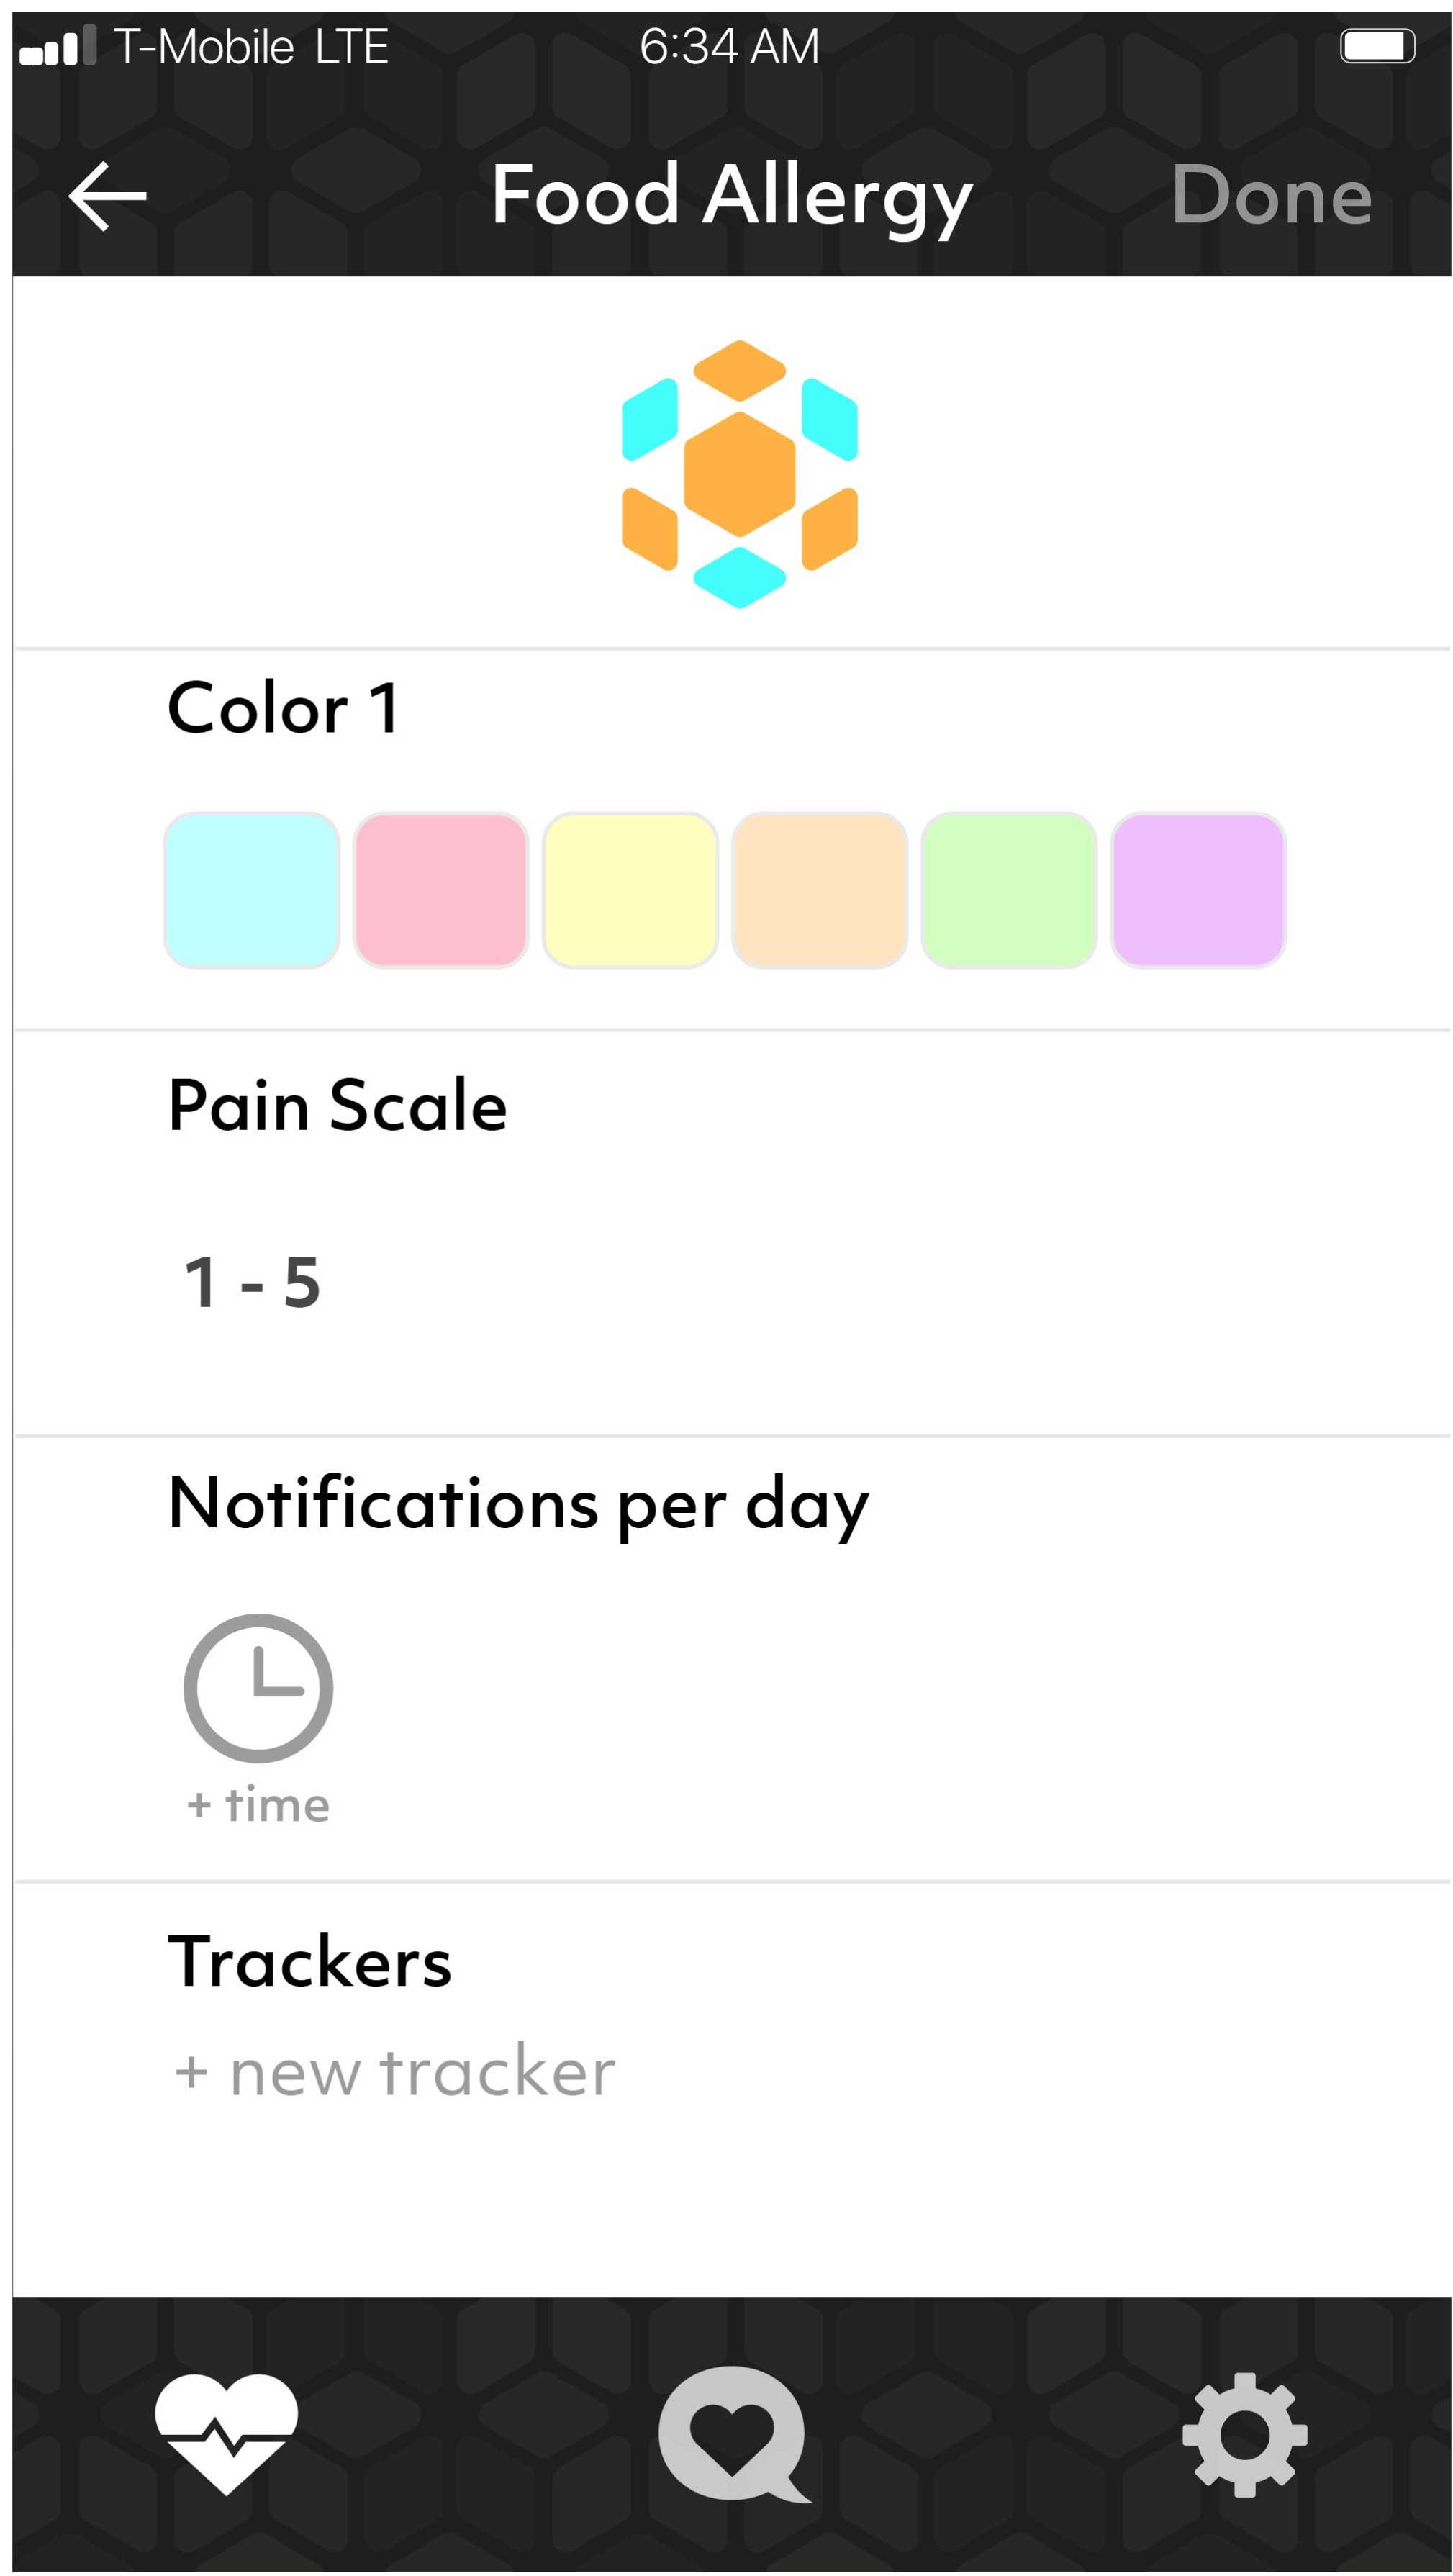 T-Mobile LTE 6:34 AM
Food Allergy Done
Color 1
Pain Scale
1 - 5
Notifications per day
+ time
Trackers
+ new tracker